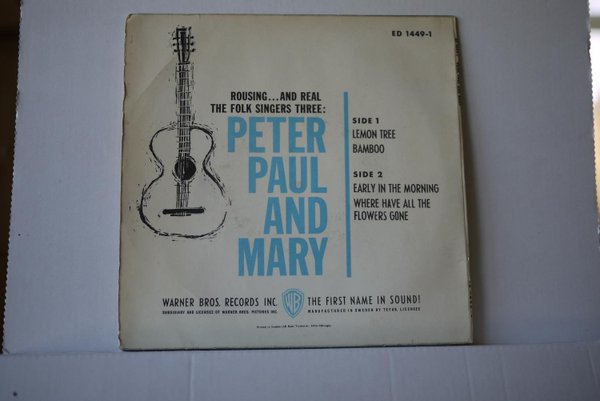 ED 1449-1
ROUSING...AND REAL
THE FOLK SINGERS THREE:
PETER
PAUL
AND
MARY
SIDE 1
LEMON TREE
BAMBOO
SIDE 2
EARLY IN THE MORNING
WHERE HAVE ALL THE
FLOWERS GONE
WARNER BROS. RECORDS INC. WB THE FIRST NAME IN SOUND!
SUBSIDIARY AND LICENSEE OF WARNER BROS. PICTURES INC. MANUFACTURED IN SWEDEN BY TEFON, LICENSEE